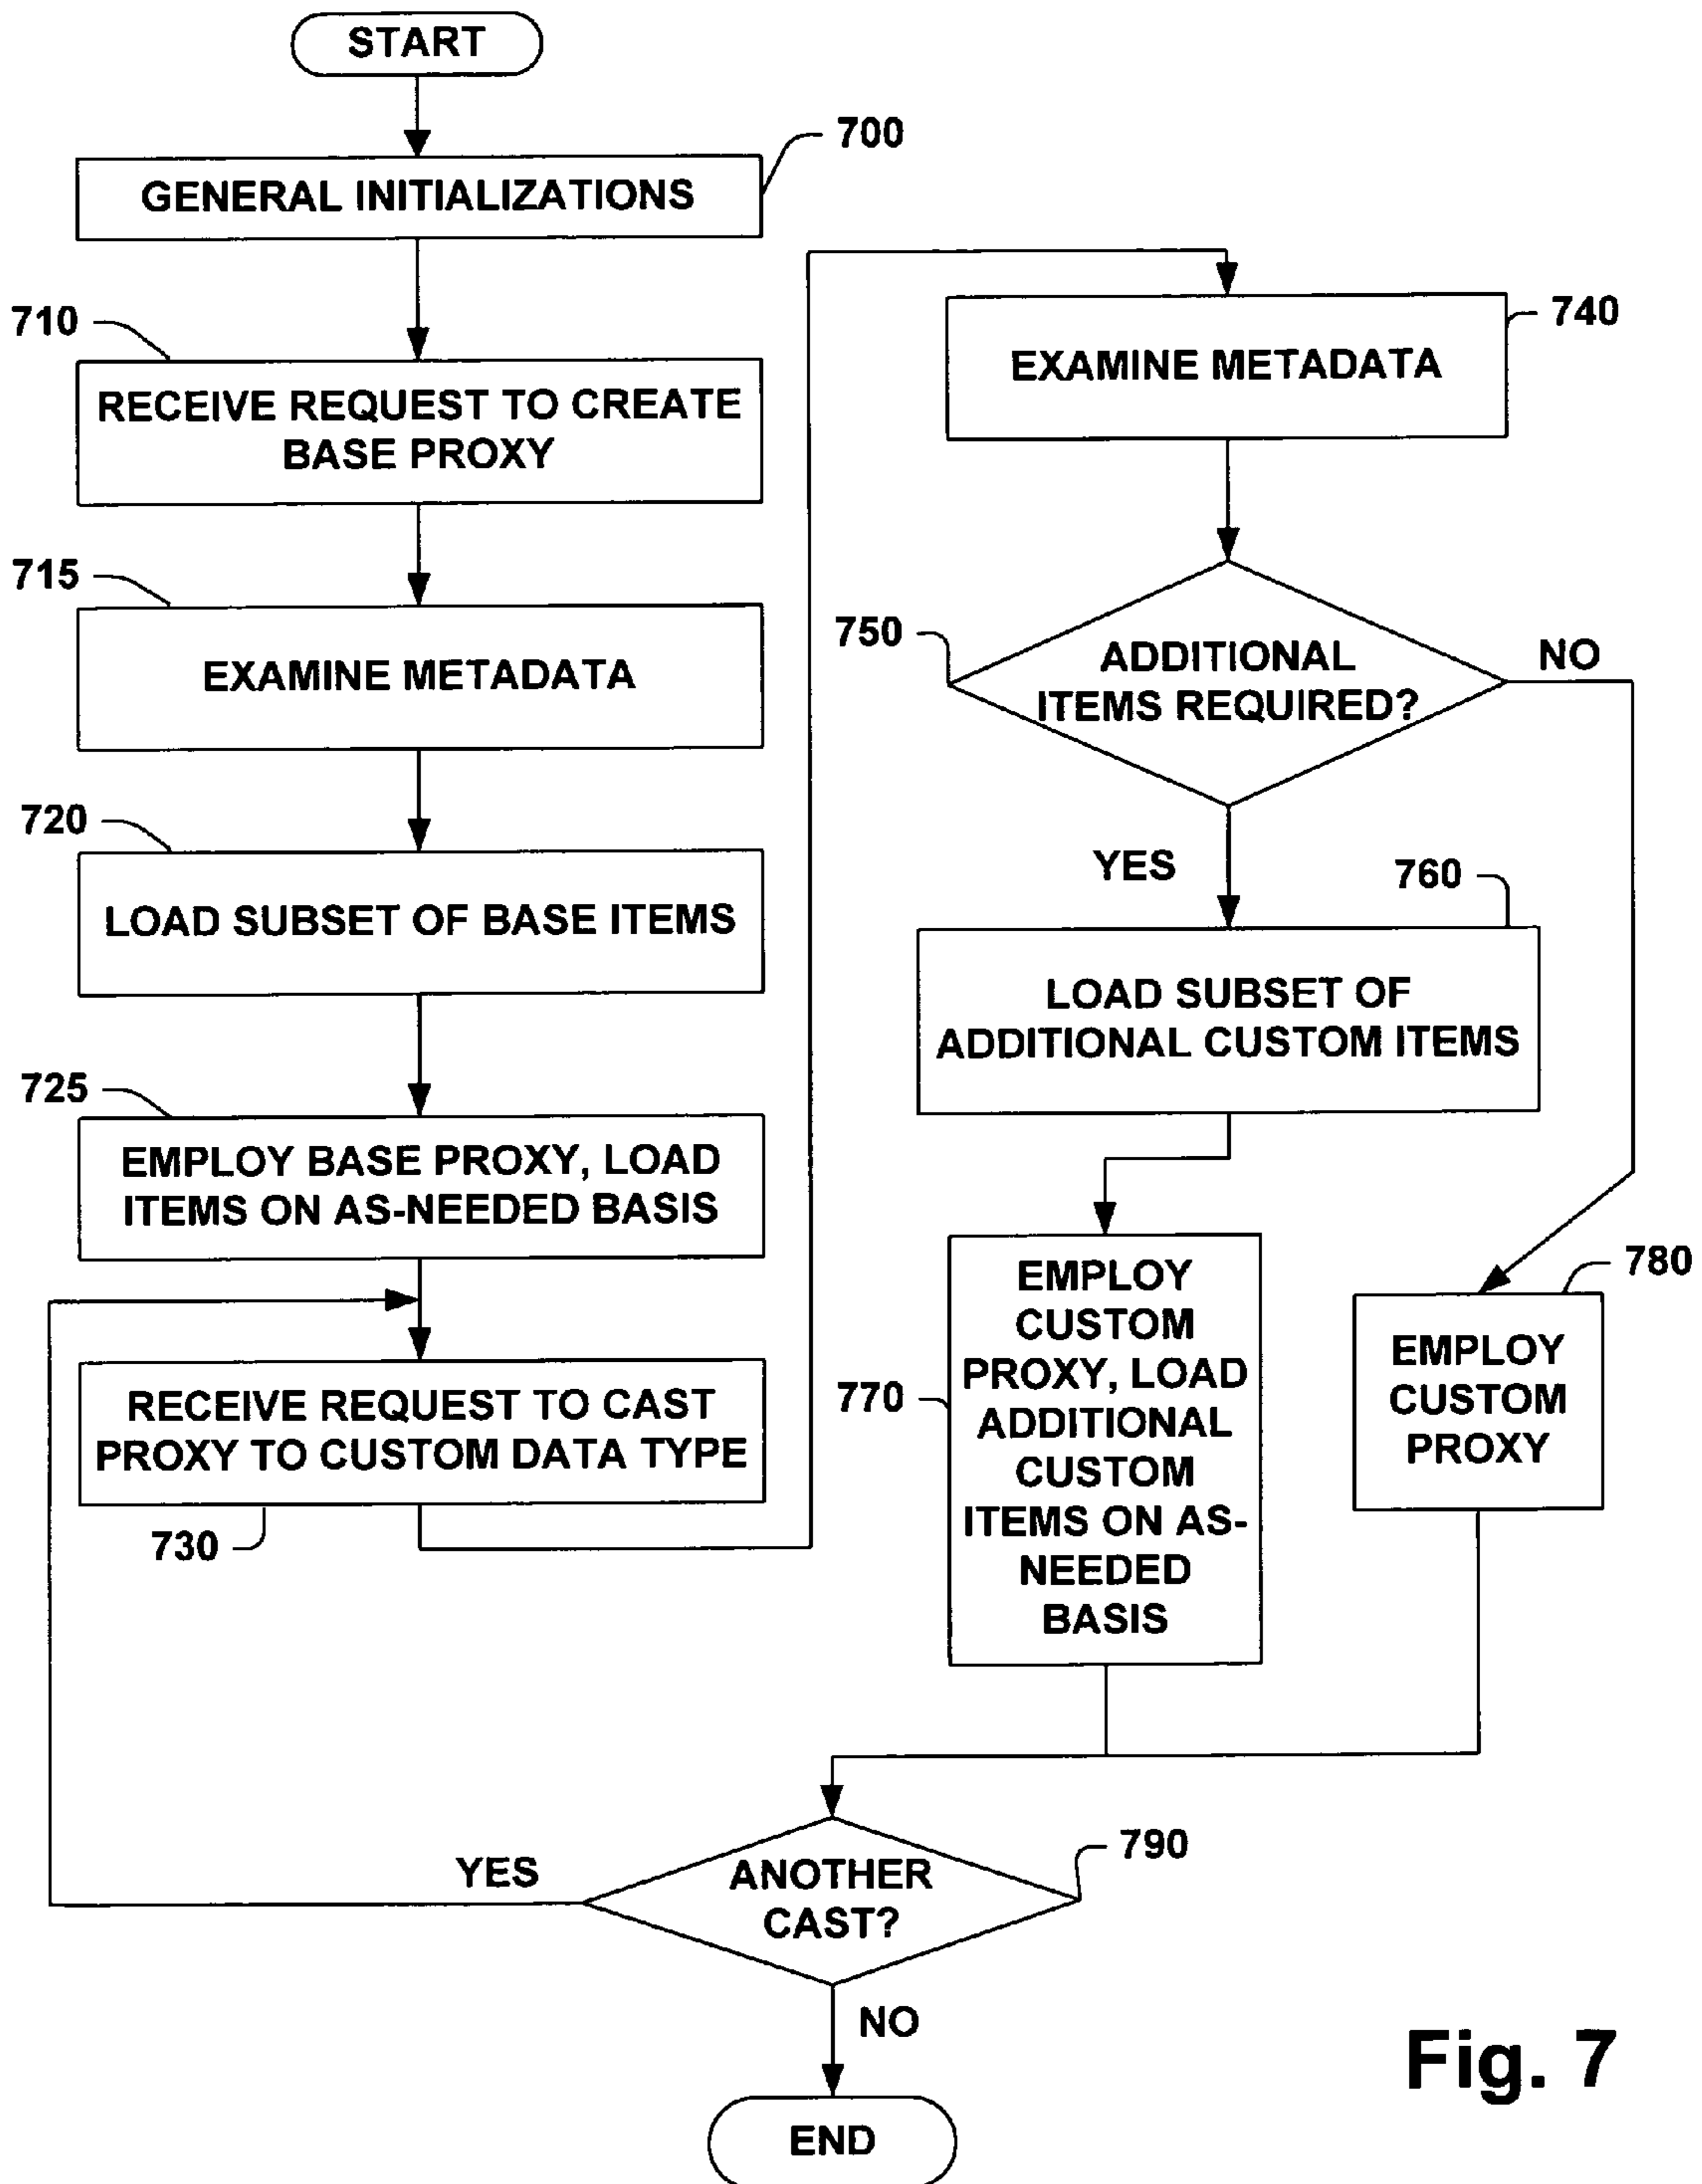 START
700
GENERAL INITIALIZATIONS
710
RECEIVE REQUEST TO CREATE
BASE PROXY
715
EXAMINE METADATA
720
LOAD SUBSET OF BASE ITEMS
725
EMPLOY BASE PROXY, LOAD
ITEMS ON AS-NEEDED BASIS
RECEIVE REQUEST TO CAST
PROXY TO CUSTOM DATA TYPE
730
740
EXAMINE METADATA
750
ADDITIONAL
ITEMS REQUIRED?
NO
YES
760
LOAD SUBSET OF
ADDITIONAL CUSTOM ITEMS
770
EMPLOY
CUSTOM
PROXY, LOAD
ADDITIONAL
CUSTOM
ITEMS ON AS-
NEEDED
BASIS
780
EMPLOY
CUSTOM
PROXY
790
ANOTHER
CAST?
YES
NO
END
Fig. 7